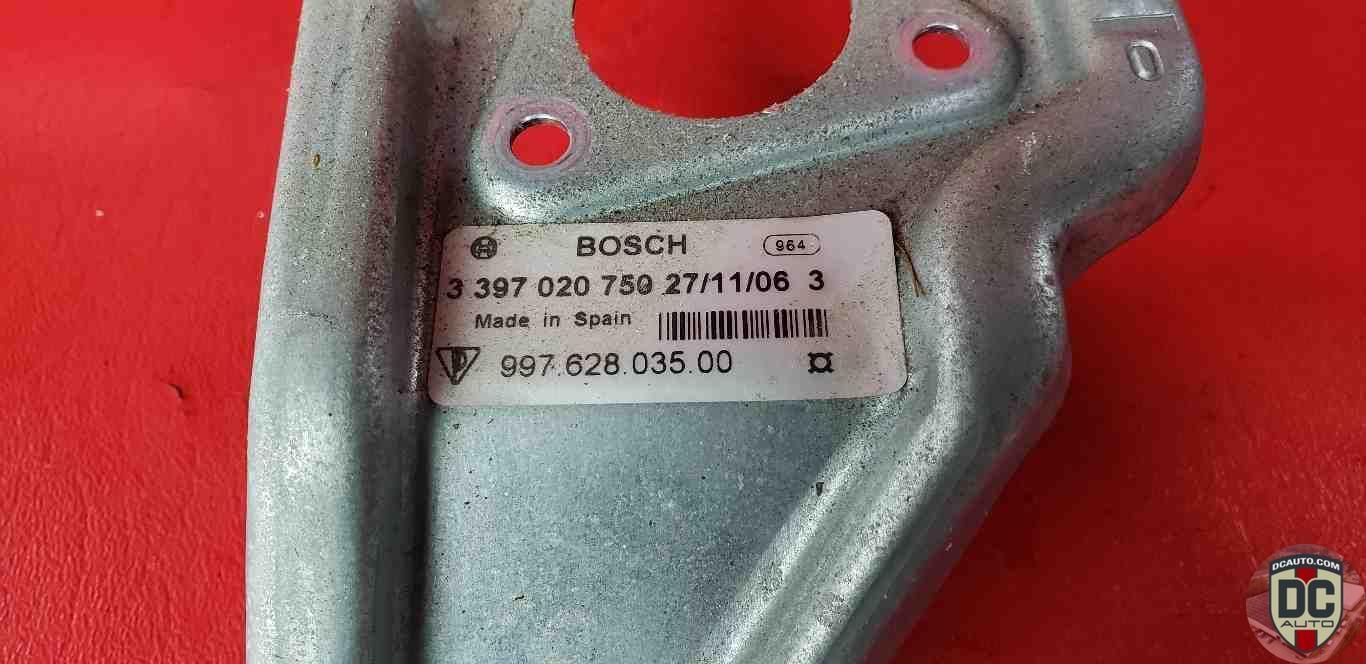 0
BOSCH 964
3 397 020 750 27/11/06 3
Made in Spain
997.628.035.00
DCAUTO.COM
DC
AUTO